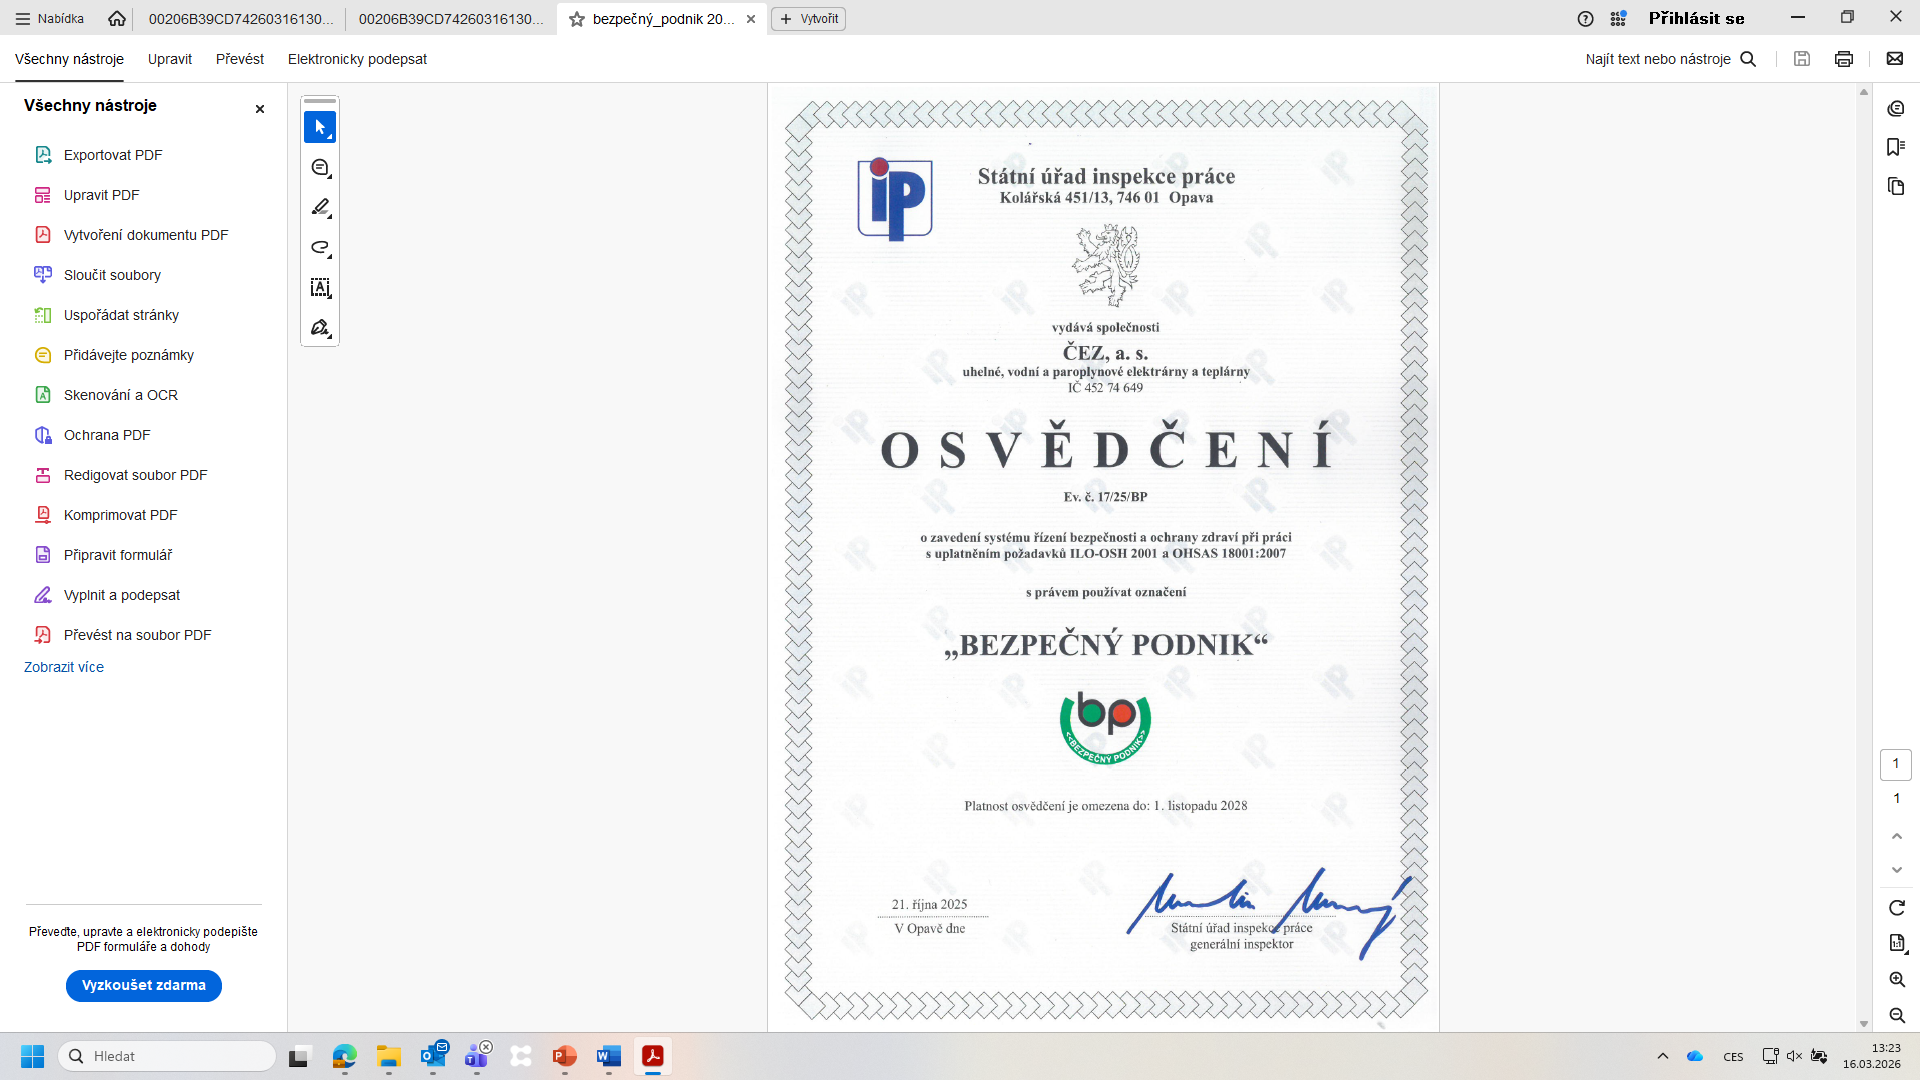 Nabídka
00206B39CD74260316130...
00206B39CD74260316130...
bezpečný_podnik 20...
Vytvořit
Přihlásit se
Všechny nástroje
Upravit
Převést
Elektronicky podepsat
Najít text nebo nástroje
Všechny nástroje
Exportovat PDF
Upravit PDF
Vytvoření dokumentu PDF
Sloučit soubory
Uspořádat stránky
Přidávejte poznámky
Skenování a OCR
Ochrana PDF
Redigovat soubor PDF
Komprimovat PDF
Připravit formulář
Vyplnit a podepsat
Převést na soubor PDF
Zobrazit více
Převeďte, upravte a elektronicky podepište
PDF formuláře a dohody
Vyzkoušet zdarma
ip
Státní úřad inspekce práce
Kolářská 451/13, 746 01 Opava
vydává společnosti
ČEZ, a. s.
uhelné, vodní a paroplynové elektrárny a teplárny
IČ 452 74 649
OSVĚDČENÍ
Ev. č. 17/25/BP
o zavedení systému řízení bezpečnosti a ochrany zdraví při práci
s uplatněním požadavků ILO-OSH 2001 a OHSAS 18001:2007
s právem používat označení
„BEZPEČNÝ PODNIK“
bp
<<BEZPEČNÝ PODNIK>>
Platnost osvědčení je omezena do: 1. listopadu 2028
21. října 2025
V Opavě dne
Státní úřad inspekce práce
generální inspektor
1
1
Hledat
CES
13:23
16.03.2026